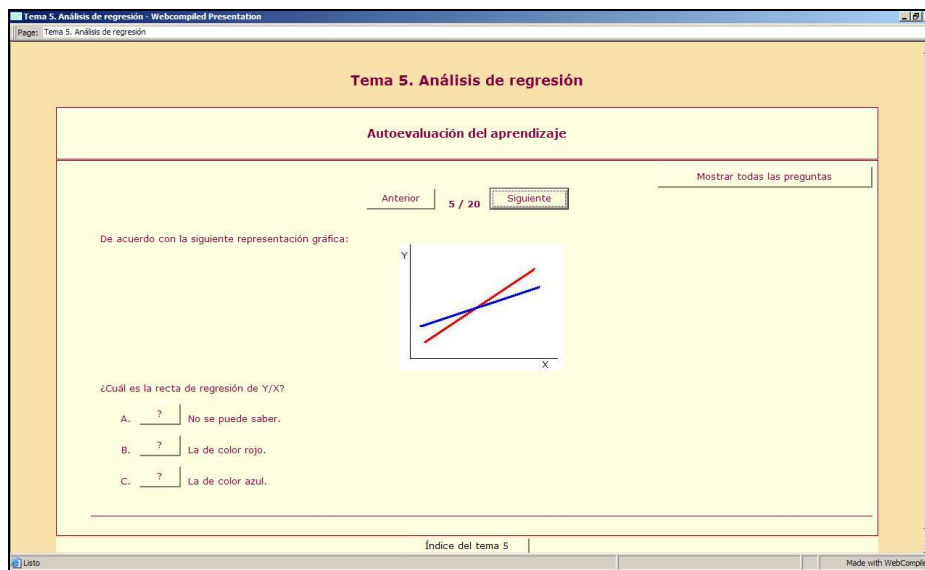 Tema 5. Análisis de regresión - Webcompiled Presentation
Page: Tema 5. Análisis de regresión
Tema 5. Análisis de regresión
Autoevaluación del aprendizaje
Mostrar todas las preguntas
Anterior 5 / 20 Siguiente
De acuerdo con la siguiente representación gráfica:
Y
X
¿Cuál es la recta de regresión de Y/X?
A. ? No se puede saber.
B. ? La de color rojo.
C. ? La de color azul.
Índice del tema 5
Listo Made with WebCompile